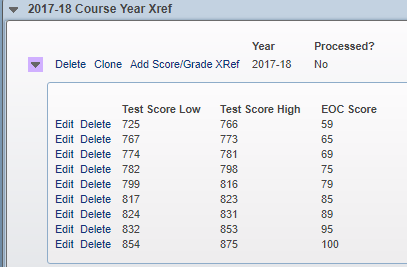 2017-18 Course Year Xref
Year Processed?
Delete Clone Add Score/Grade XRef 2017-18 No
Test Score Low Test Score High EOC Score
Edit Delete 725 766 59
Edit Delete 767 773 65
Edit Delete 774 781 69
Edit Delete 782 798 75
Edit Delete 799 816 79
Edit Delete 817 823 85
Edit Delete 824 831 89
Edit Delete 832 853 95
Edit Delete 854 875 100